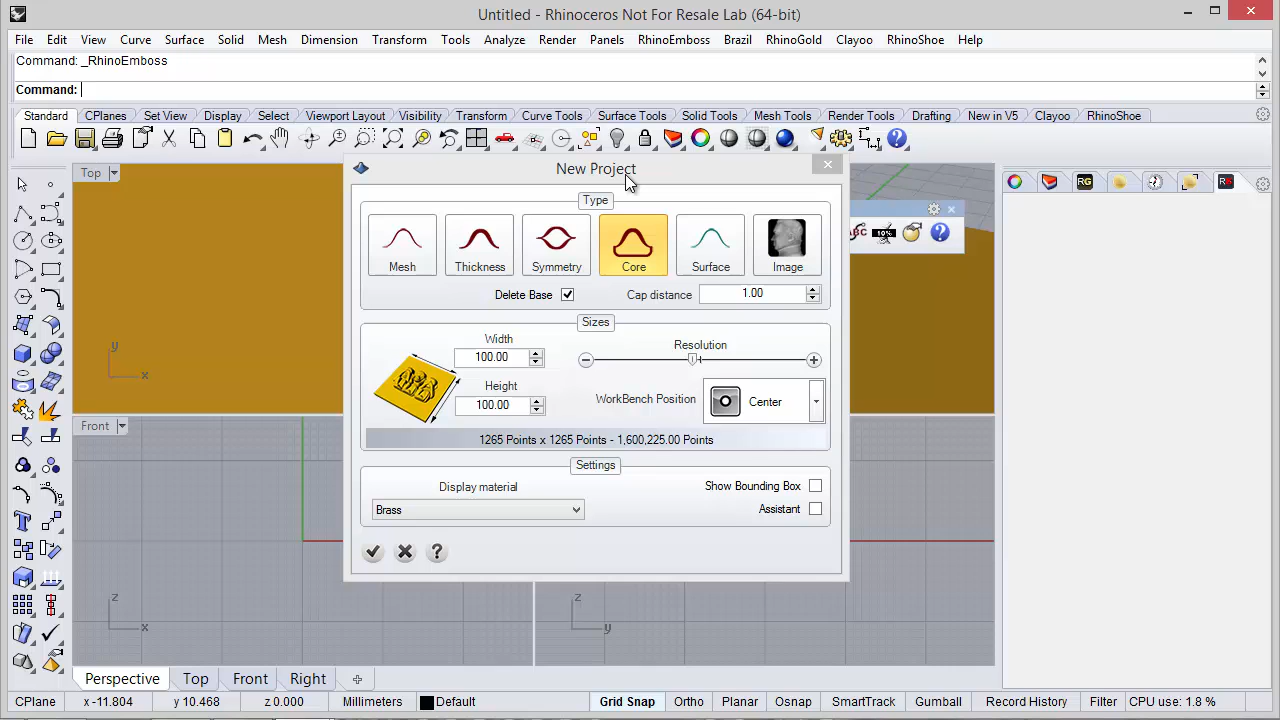 Untitled - Rhinoceros Not For Resale Lab (64-bit)
File Edit View Curve Surface Solid Mesh Dimension Transform Tools Analyze Render Panels RhinoEmboss Brazil RhinoGold Clayoo RhinoShoe Help
Command: _RhinoEmboss
Command:
Standard CPlanes Set View Display Select Viewport Layout Visibility Transform Curve Tools Surface Tools Solid Tools Mesh Tools Render Tools Drafting New in V5 Clayoo RhinoShoe
Top
New Project
RG
Type
Mesh Thickness Symmetry Core Surface Image
10%
Delete Base Cap distance 1.00
Sizes
Width
100.00
Resolution
Height
100.00
WorkBench Position Center
1265 Points x 1265 Points - 1,600,225.00 Points
y
x
Front
Settings
Display material
Show Bounding Box
Brass
Assistant
z
x
z
y
Perspective Top Front Right
CPlane x -11.804 y 10.468 z 0.000 Millimeters Default Grid Snap Ortho Planar Osnap SmartTrack Gumball Record History Filter CPU use: 1.8 %